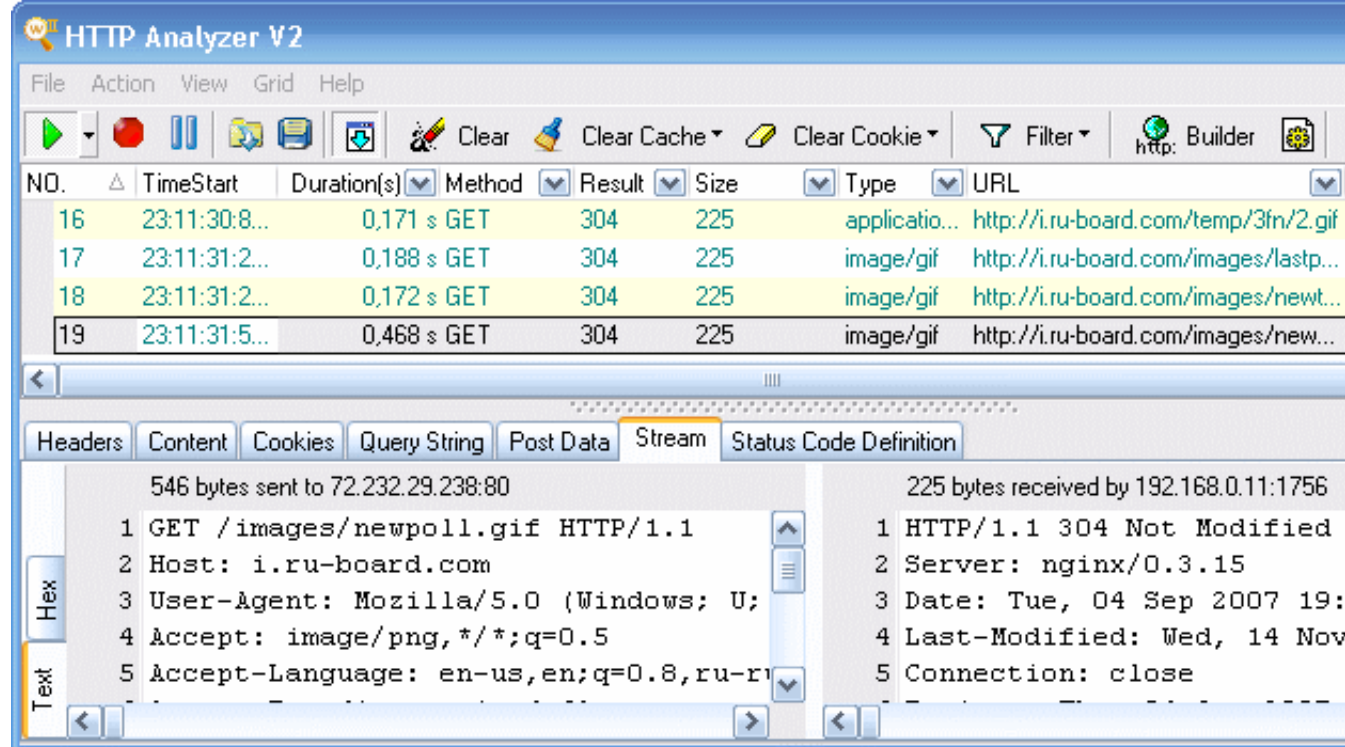 HTTP Analyzer V2
File Action View Grid Help
Clear Clear Cache Clear Cookie Filter http: Builder
NO. TimeStart Duration(s) Method Result Size Type URL
16 23:11:30:8... 0,171 s GET 304 225 applicatio... http://i.ru-board.com/temp/3fn/2.gif
17 23:11:31:2... 0,188 s GET 304 225 image/gif http://i.ru-board.com/images/lastp...
18 23:11:31:2... 0,172 s GET 304 225 image/gif http://i.ru-board.com/images/newt...
19 23:11:31:5... 0,468 s GET 304 225 image/gif http://i.ru-board.com/images/new...
Headers Content Cookies Query String Post Data Stream Status Code Definition
Hex
Text
546 bytes sent to 72.232.29.238:80
1 GET /images/newpoll.gif HTTP/1.1
2 Host: i.ru-board.com
3 User-Agent: Mozilla/5.0 (Windows; U;
4 Accept: image/png,*/*;q=0.5
5 Accept-Language: en-us,en;q=0.8,ru-r
225 bytes received by 192.168.0.11:1756
1 HTTP/1.1 304 Not Modified
2 Server: nginx/0.3.15
3 Date: Tue, 04 Sep 2007 19:
4 Last-Modified: Wed, 14 Nov
5 Connection: close